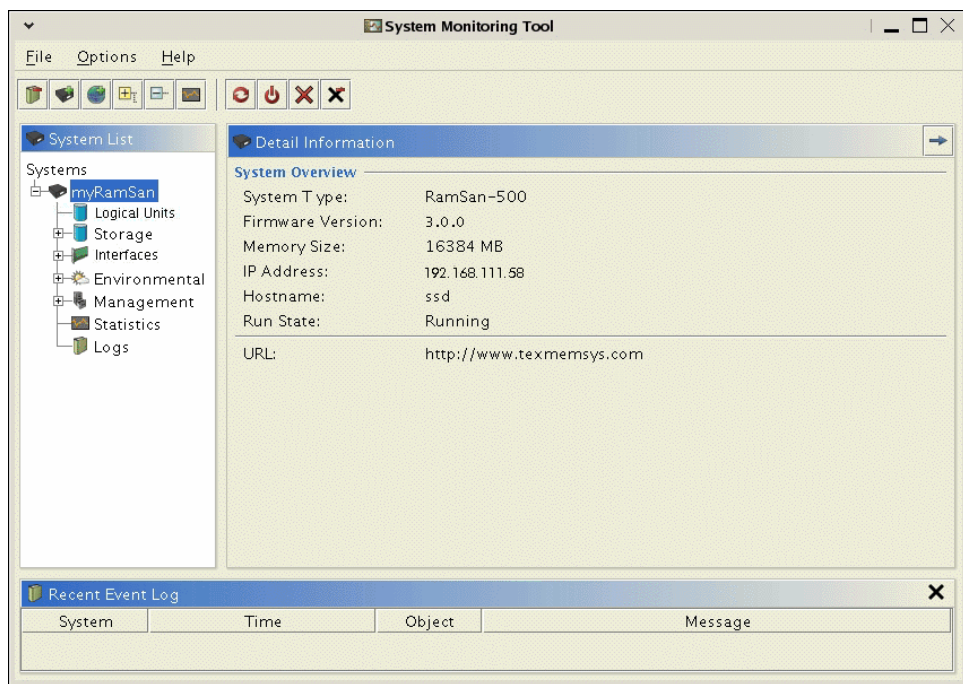 System Monitoring Tool
File Options Help
System List
Systems
myRamSan
Logical Units
Storage
Interfaces
Environmental
Management
Statistics
Logs
Detail Information
System Overview
System Type: RamSan-500
Firmware Version: 3.0.0
Memory Size: 16384 MB
IP Address: 192.168.111.58
Hostname: ssd
Run State: Running
URL: http://www.texmemsys.com
Recent Event Log
System Time Object Message